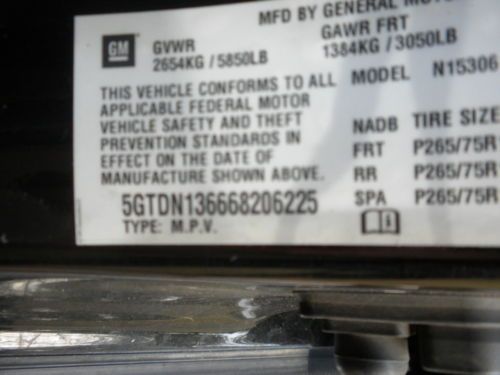 MFD BY GENERAL MOTO
GM
GVWR
2654KG / 5850LB
GAWR FRT
1384KG / 3050LB
THIS VEHICLE CONFORMS TO ALL
APPLICABLE FEDERAL MOTOR
VEHICLE SAFETY AND THEFT
PREVENTION STANDARDS IN
EFFECT ON THE DATE OF
MANUFACTURE SHOWN ABOVE.
MODEL N15306
NADB TIRE SIZE
FRT P265/75R
RR P265/75R
SPA P265/75R
5GTDN136668206225
TYPE: M.P.V.